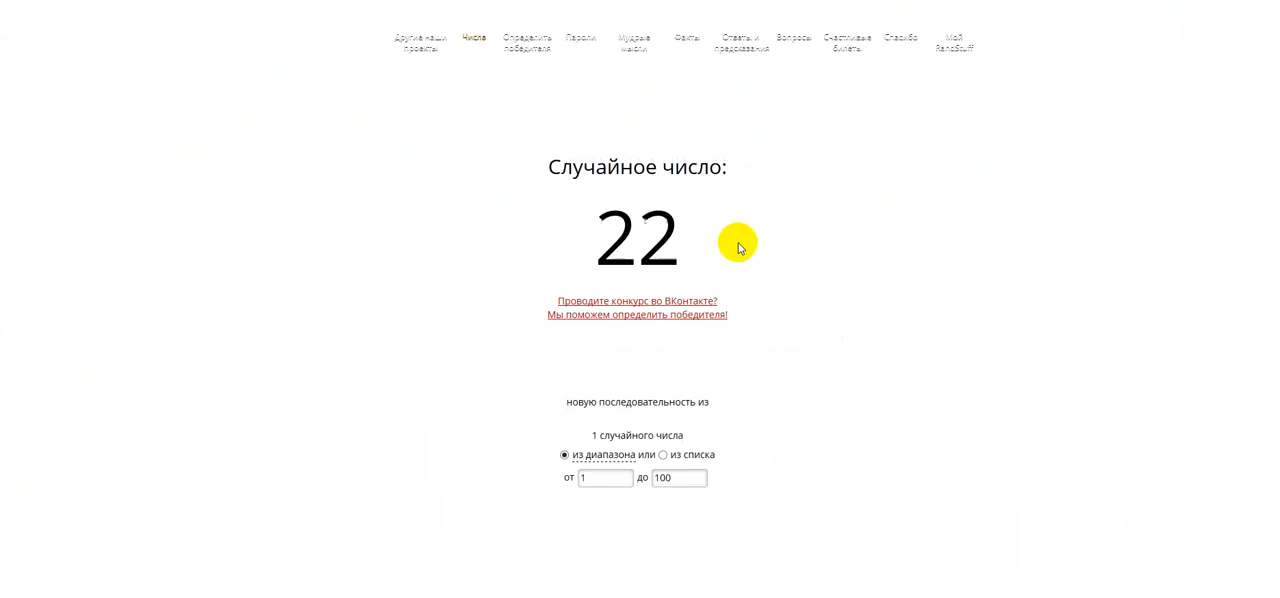 Другие наши Числа Определить Пароли Мудрые Факты Ответы и Вопросы Счастливые Спасибо Мой
проекты победителя мысли предсказания билеты RandStuff
Случайное число:
22
Проводите конкурс во ВКонтакте?
Мы поможем определить победителя!
новую последовательность из
1 случайного числа
из диапазона или из списка
от 1 до 100